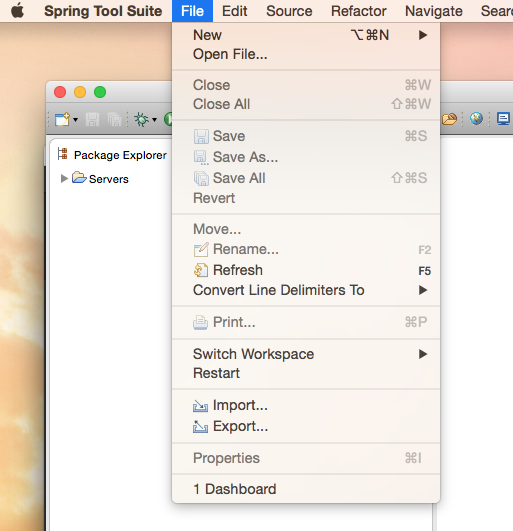 Spring Tool Suite File Edit Source Refactor Navigate
New ⌥⌘N
Open File...
Close ⌘W
Close All ⇧⌘W
Save ⌘S
Save As...
Save All ⇧⌘S
Revert
Move...
Rename... F2
Refresh F5
Convert Line Delimiters To
Print... ⌘P
Switch Workspace
Restart
Import...
Export...
Properties ⌘I
1 Dashboard
Package Explorer
Servers